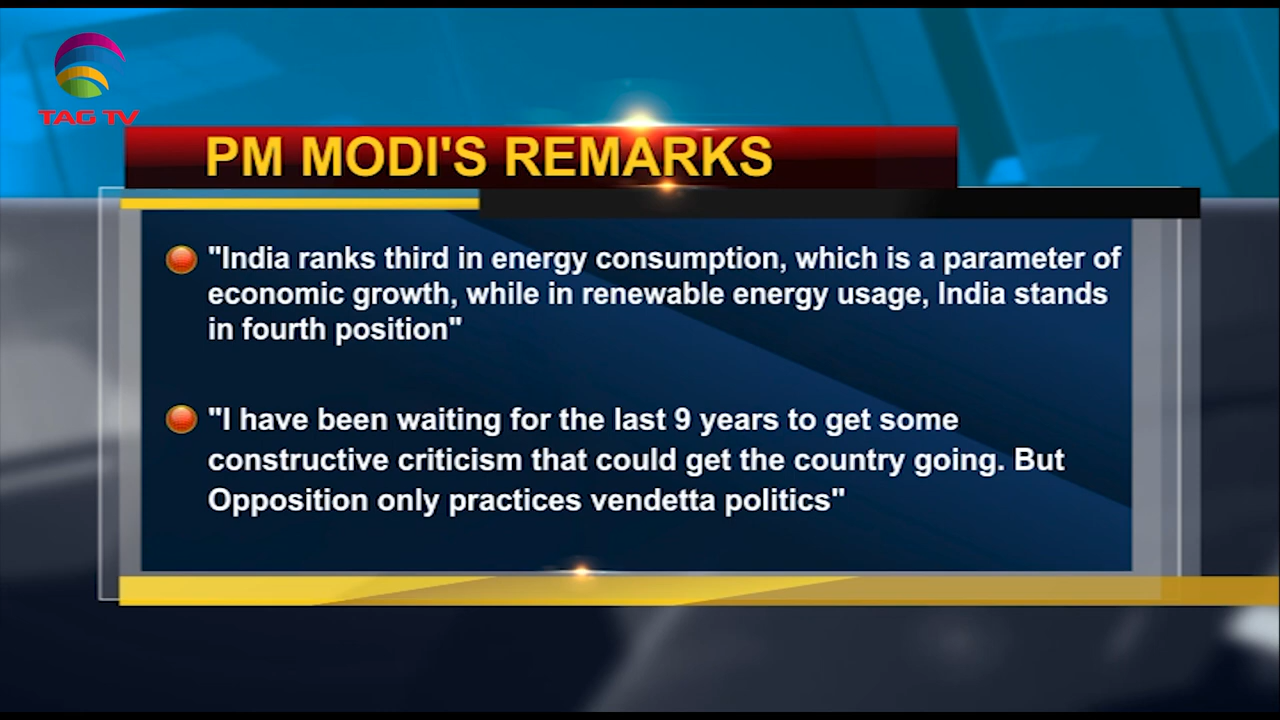 TAG TV
PM MODI'S REMARKS
"India ranks third in energy consumption, which is a parameter of
economic growth, while in renewable energy usage, India stands
in fourth position"
"I have been waiting for the last 9 years to get some
constructive criticism that could get the country going. But
Opposition only practices vendetta politics"